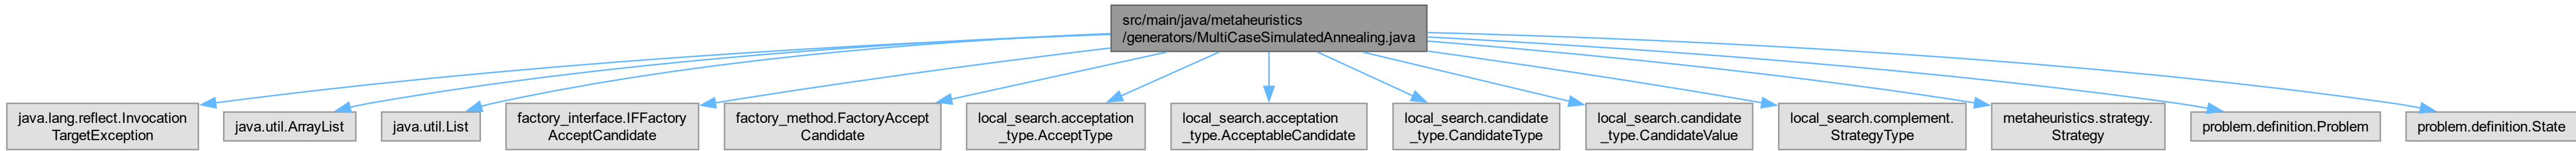 src/main/java/metaheuristics
/generators/MultiCaseSimulatedAnnealing.java
java.lang.reflect.Invocation
TargetException
java.util.ArrayList
java.util.List
factory_interface.IFFactory
AcceptCandidate
factory_method.FactoryAccept
Candidate
local_search.acceptation
_type.AcceptType
local_search.acceptation
_type.AcceptableCandidate
local_search.candidate
_type.CandidateType
local_search.candidate
_type.CandidateValue
local_search.complement.
StrategyType
metaheuristics.strategy.
Strategy
problem.definition.Problem
problem.definition.State